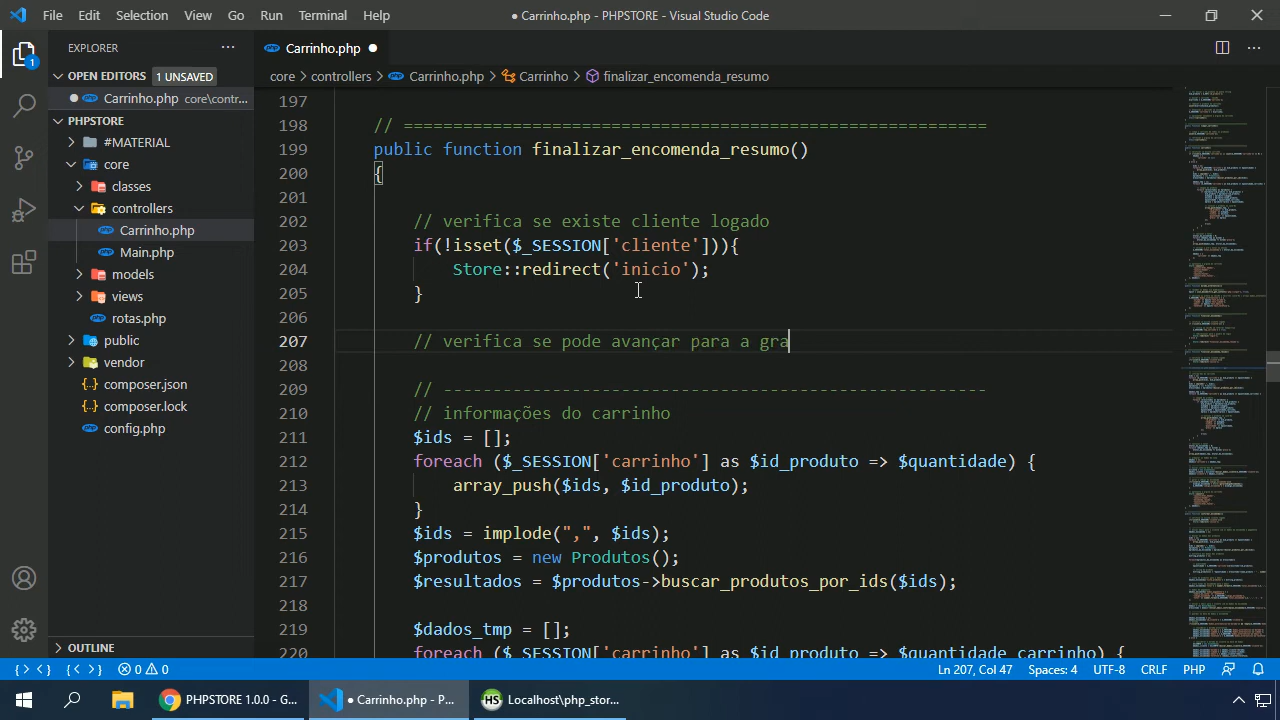 File Edit Selection View Go Run Terminal Help
● Carrinho.php - PHPSTORE - Visual Studio Code
EXPLORER
OPEN EDITORS 1 UNSAVED
Carrinho.php core\contr...
PHPSTORE
#MATERIAL
core
classes
controllers
Carrinho.php
Main.php
models
views
rotas.php
public
vendor
composer.json
composer.lock
config.php
OUTLINE
Carrinho.php
core > controllers > Carrinho.php > Carrinho > finalizar_encomenda_resumo
197
198 // ===========================================================
199 public function finalizar_encomenda_resumo()
200 {
201
202 // verifica se existe cliente logado
203 if(!isset($_SESSION['cliente'])){
204 Store::redirect('inicio');
205 }
206
207 // verificar se pode avançar para a gra
208
209 // -------------------------------------------------------
210 // informações do carrinho
211 $ids = [];
212 foreach ($_SESSION['carrinho'] as $id_produto => $quantidade) {
213 array_push($ids, $id_produto);
214 }
215 $ids = implode(",", $ids);
216 $produtos = new Produtos();
217 $resultados = $produtos->buscar_produtos_por_ids($ids);
218
219 $dados_tmp = [];
220 foreach ($_SESSION['carrinho'] as $id_produto => $quantidade_carrinho) {
0 0 Ln 207, Col 47 Spaces: 4 UTF-8 CRLF PHP
PHPSTORE 1.0.0 - G...
● Carrinho.php - P...
HS Localhost\php_stor...